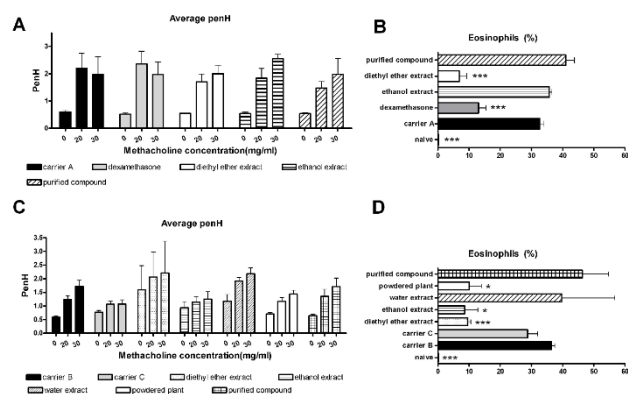 A
Average penH
PenH
3
2
1
0
0 20 30 0 20 30 0 20 30 0 20 30 0 20 30
Methacholine concentration(mg/ml)
carrier A dexamethasone diethyl ether extract ethanol extract
purified compound
B
Eosinophils (%)
purified compound
diethyl ether extract ***
ethanol extract
dexamethasone ***
carrier A
naive ***
0 10 20 30 40 50
C
Average penH
PenH
3.5
3.0
2.5
2.0
1.5
1.0
0.5
0.0
0 20 30 0 20 30 0 20 30 0 20 30 0 20 30 0 20 30 0 20 30
Methacholine concentration (mg/ml)
carrier B carrier C diethyl ether extract ethanol extract
water extract powdered plant purified compound
D
Eosinophils (%)
purified compound
powdered plant *
water extract
ethanol extract *
diethyl ether extract ***
carrier C
carrier B
naive ***
0 10 20 30 40 50 60